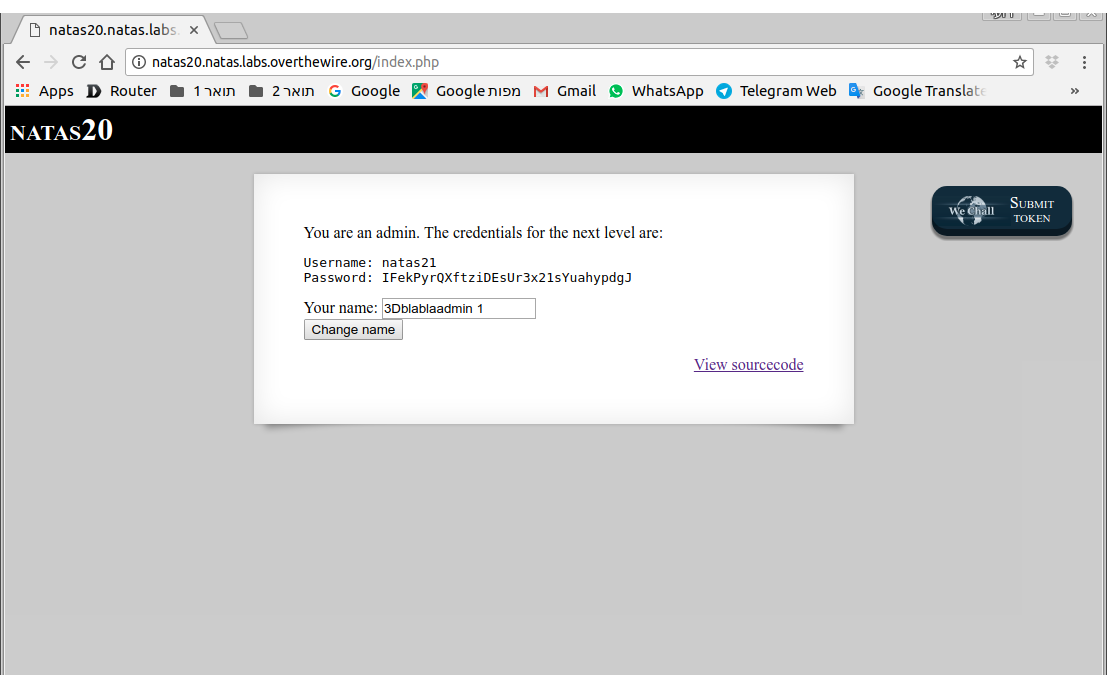 natas20.natas.labs.
natas20.natas.labs.overthewire.org/index.php
Apps Router תואר 1 תואר 2 Google Google מפות Gmail WhatsApp Telegram Web Google Translate »
NATAS20
We Chall SUBMIT TOKEN
You are an admin. The credentials for the next level are:
Username: natas21
Password: IFekPyrQXftziDEsUr3x21sYuahypdgJ
Your name: 3Dblablaadmin 1
Change name
View sourcecode